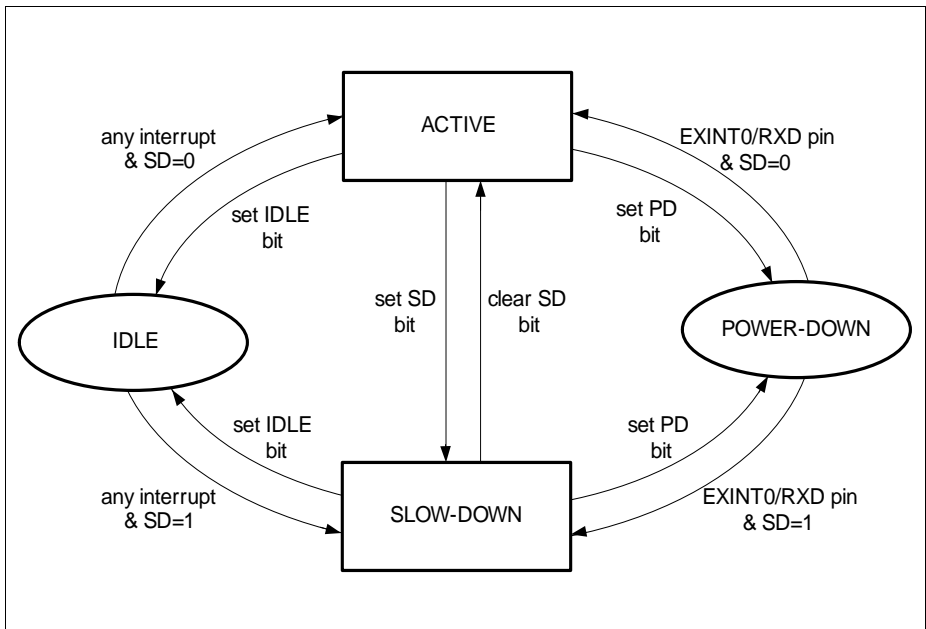 ACTIVE
any interrupt
& SD=0
EXINT0/RXD pin
& SD=0
set IDLE
bit
set PD
bit
set SD
bit
clear SD
bit
IDLE
POWER-DOWN
set IDLE
bit
set PD
bit
any interrupt
& SD=1
SLOW-DOWN
EXINT0/RXD pin
& SD=1